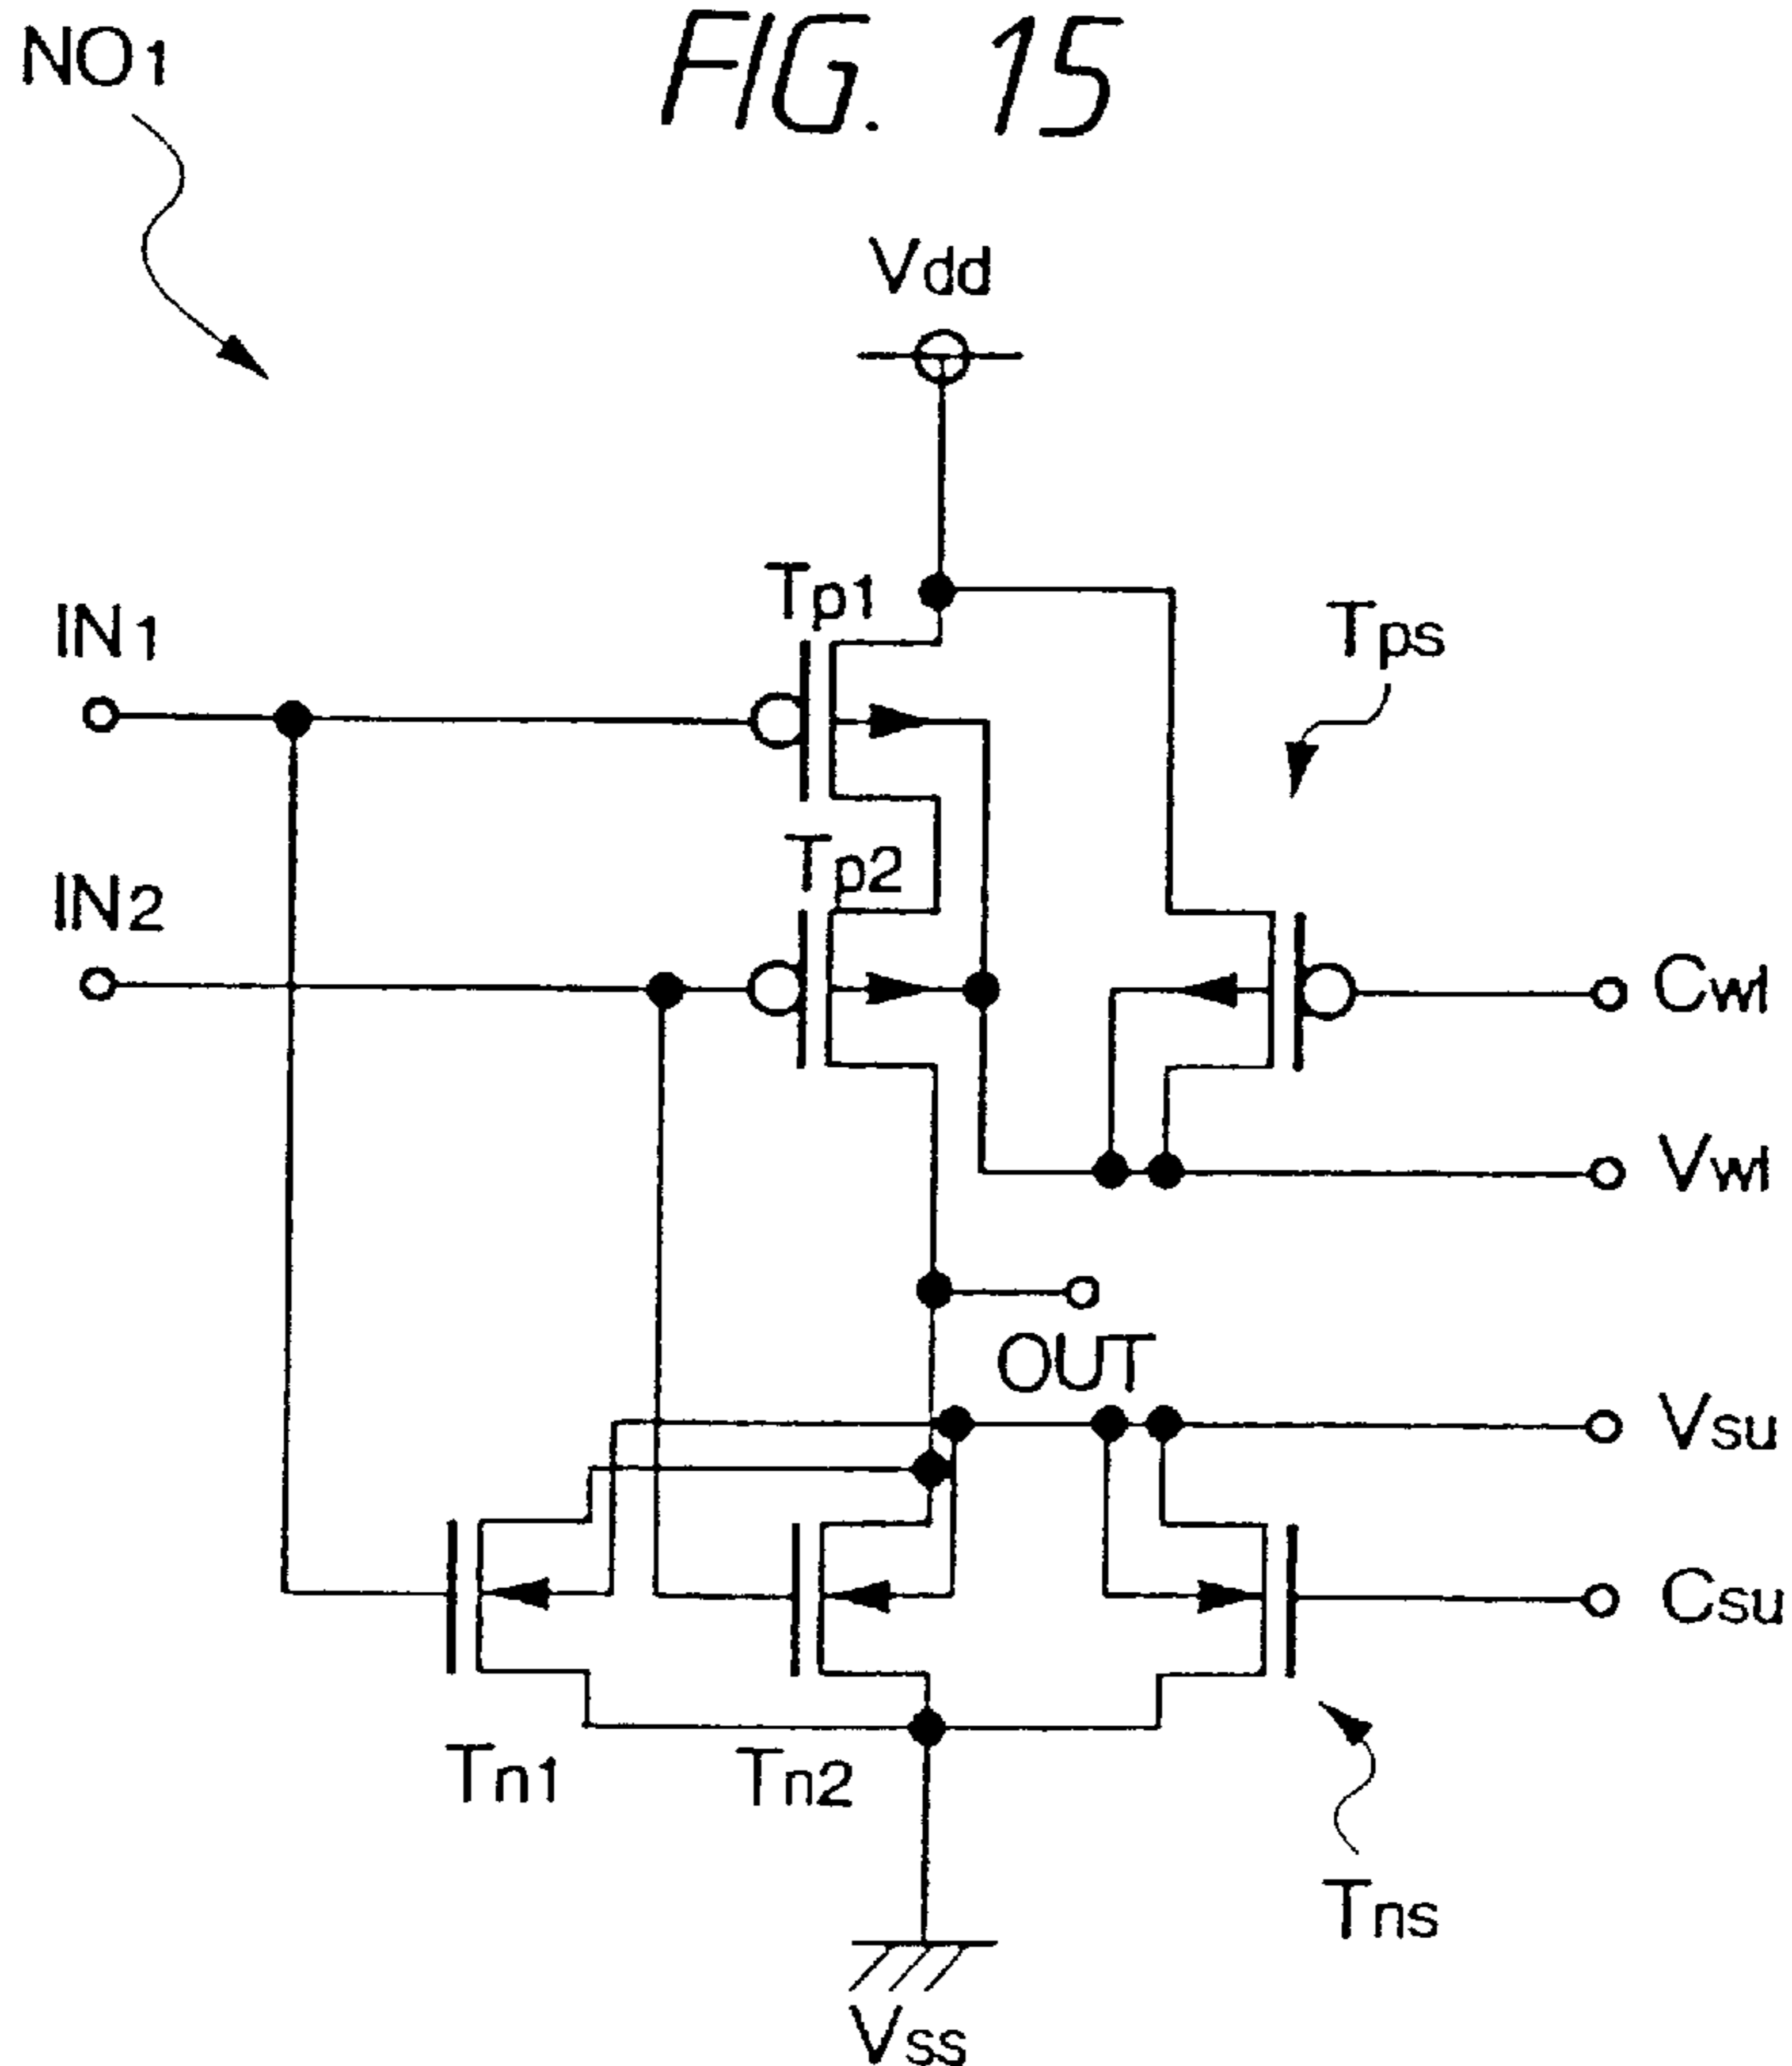 FIG. 15
NO1
Vdd
Tp1
IN1
Tps
Tp2
IN2
Cwl
Vwl
OUT
Vsu
Csu
Tn1
Tn2
Tns
Vss